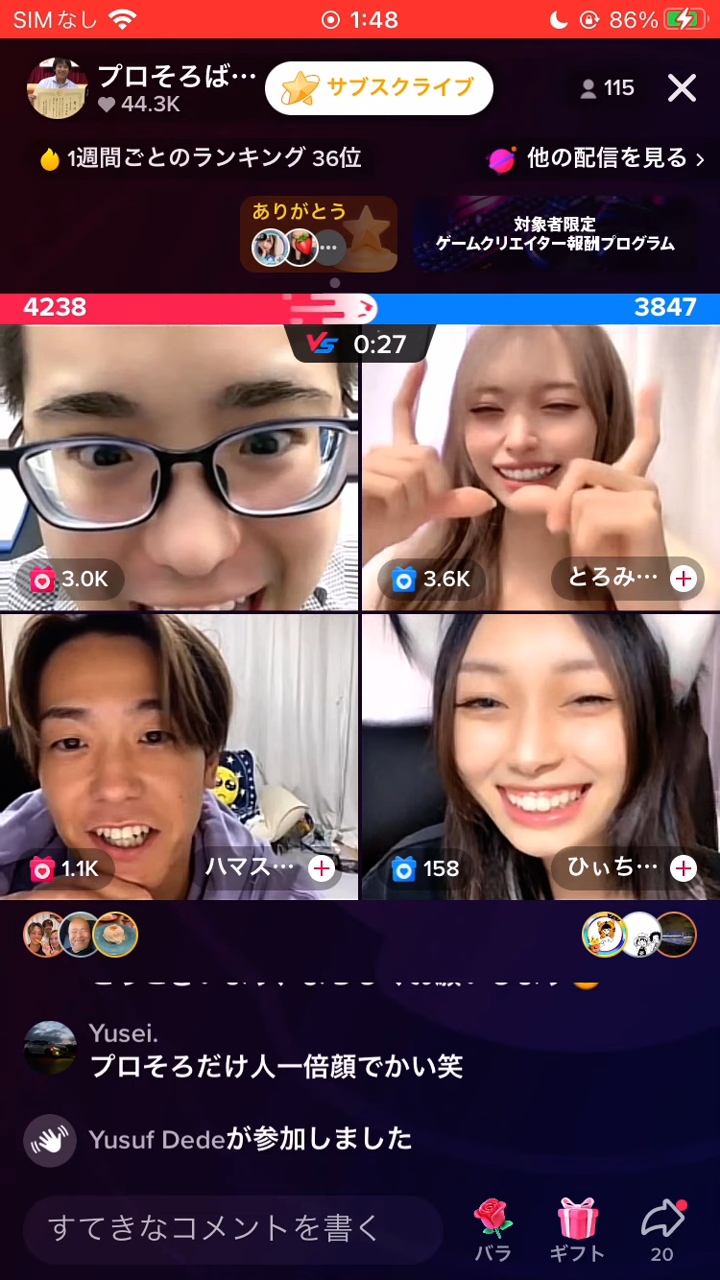 SIMなし
1:48
86%
プロそろば…
44.3K
サブスクライブ
115
1週間ごとのランキング 36位
他の配信を見る
ありがとう
対象者限定
ゲームクリエイター報酬プログラム
4238
3847
VS 0:27
3.0K
3.6K
とろみ…
1.1K
ハマス…
158
ひぃち…
Yusei.
プロそろだけ人一倍顔でかい笑
Yusuf Dedeが参加しました
すてきなコメントを書く
バラ
ギフト
20